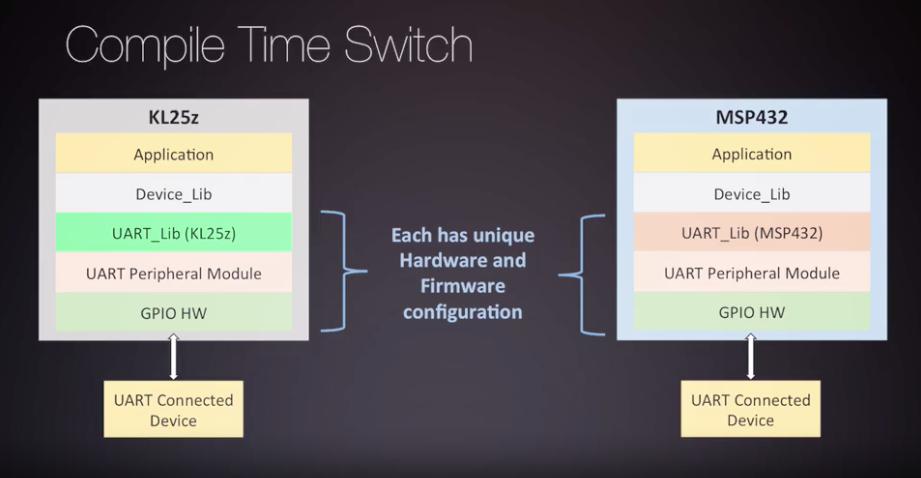 Compile Time Switch
KL25z
Application
Device_Lib
UART_Lib (KL25z)
UART Peripheral Module
GPIO HW
UART Connected
Device
Each has unique
Hardware and
Firmware
configuration
MSP432
Application
Device_Lib
UART_Lib (MSP432)
UART Peripheral Module
GPIO HW
UART Connected
Device